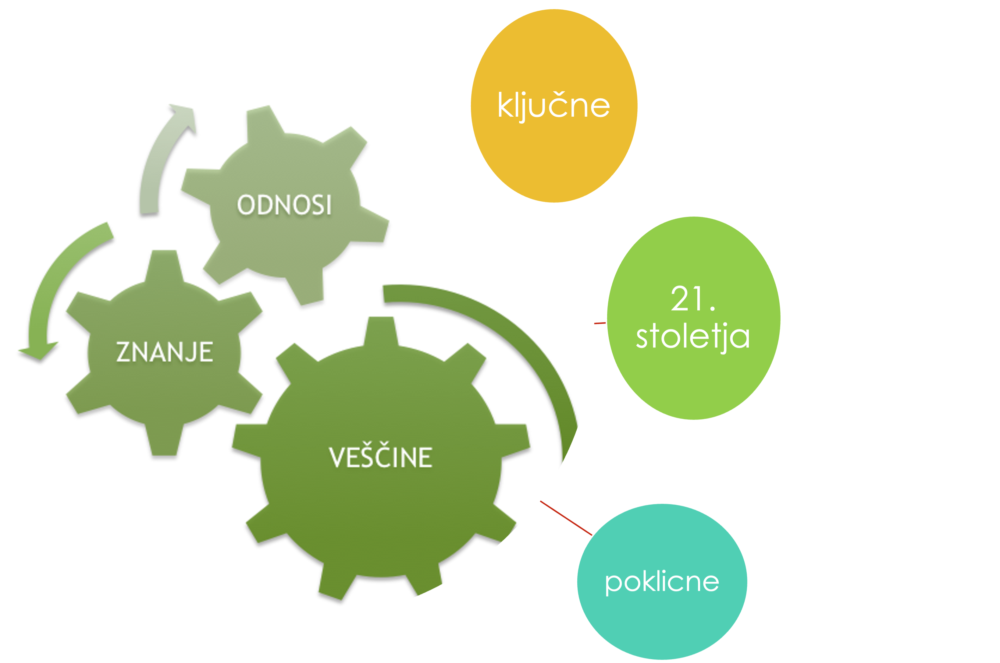 ODNOSI
ZNANJE
VEŠČINE
ključne
21.
stoletja
poklicne